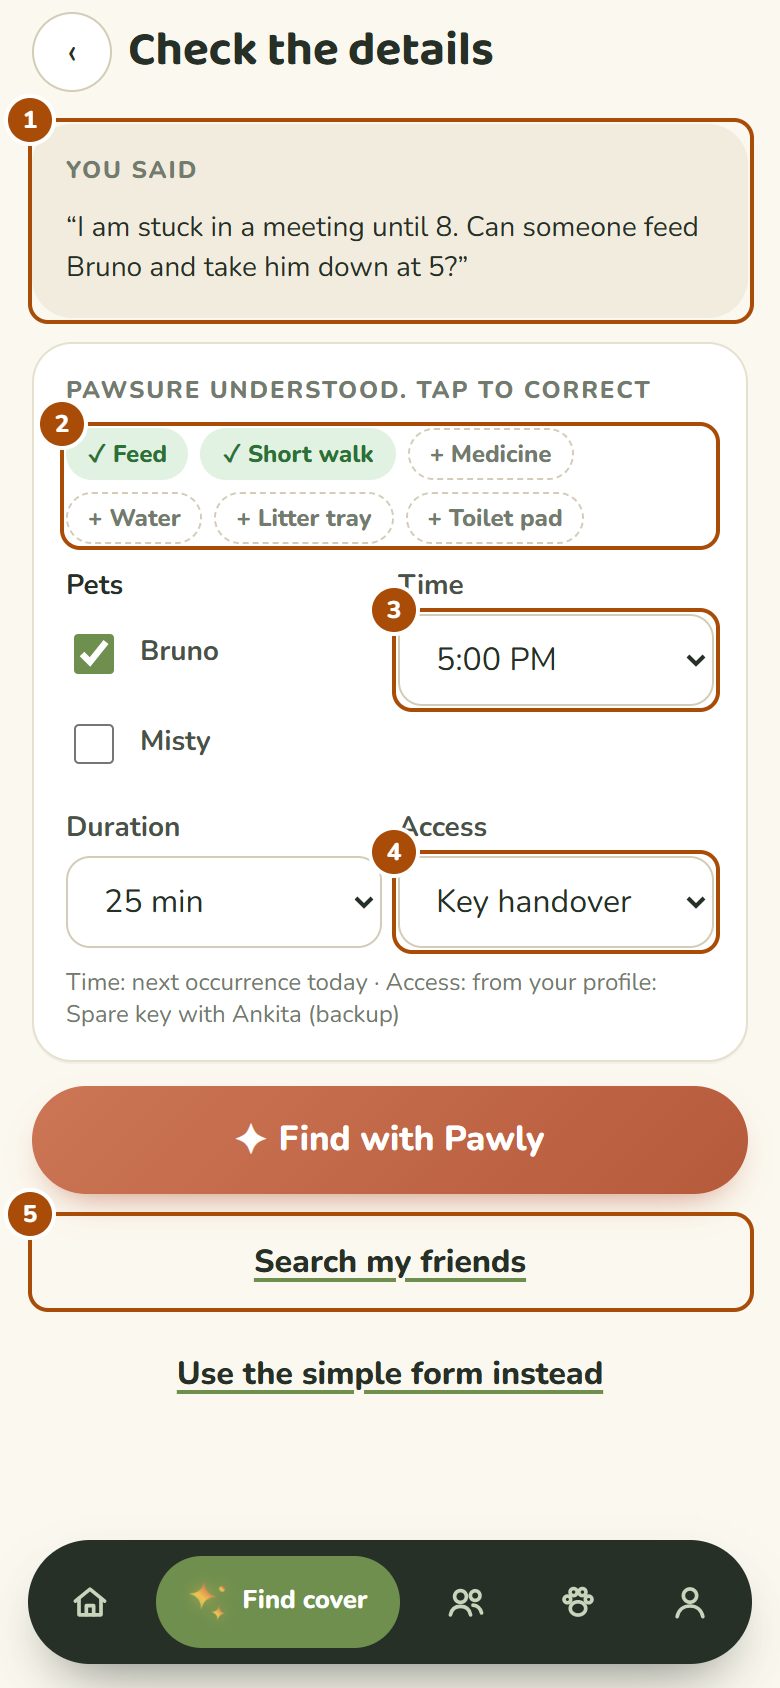 ‹ Check the details
1
YOU SAID
“I am stuck in a meeting until 8. Can someone feed
Bruno and take him down at 5?”
PAWSURE UNDERSTOOD. TAP TO CORRECT
2
✓ Feed ✓ Short walk + Medicine
+ Water + Litter tray + Toilet pad
Pets
Bruno
Misty
Time
3
5:00 PM
Duration
25 min
Access
4
Key handover
Time: next occurrence today · Access: from your profile:
Spare key with Ankita (backup)
✦ Find with Pawly
5
Search my friends
Use the simple form instead
Find cover